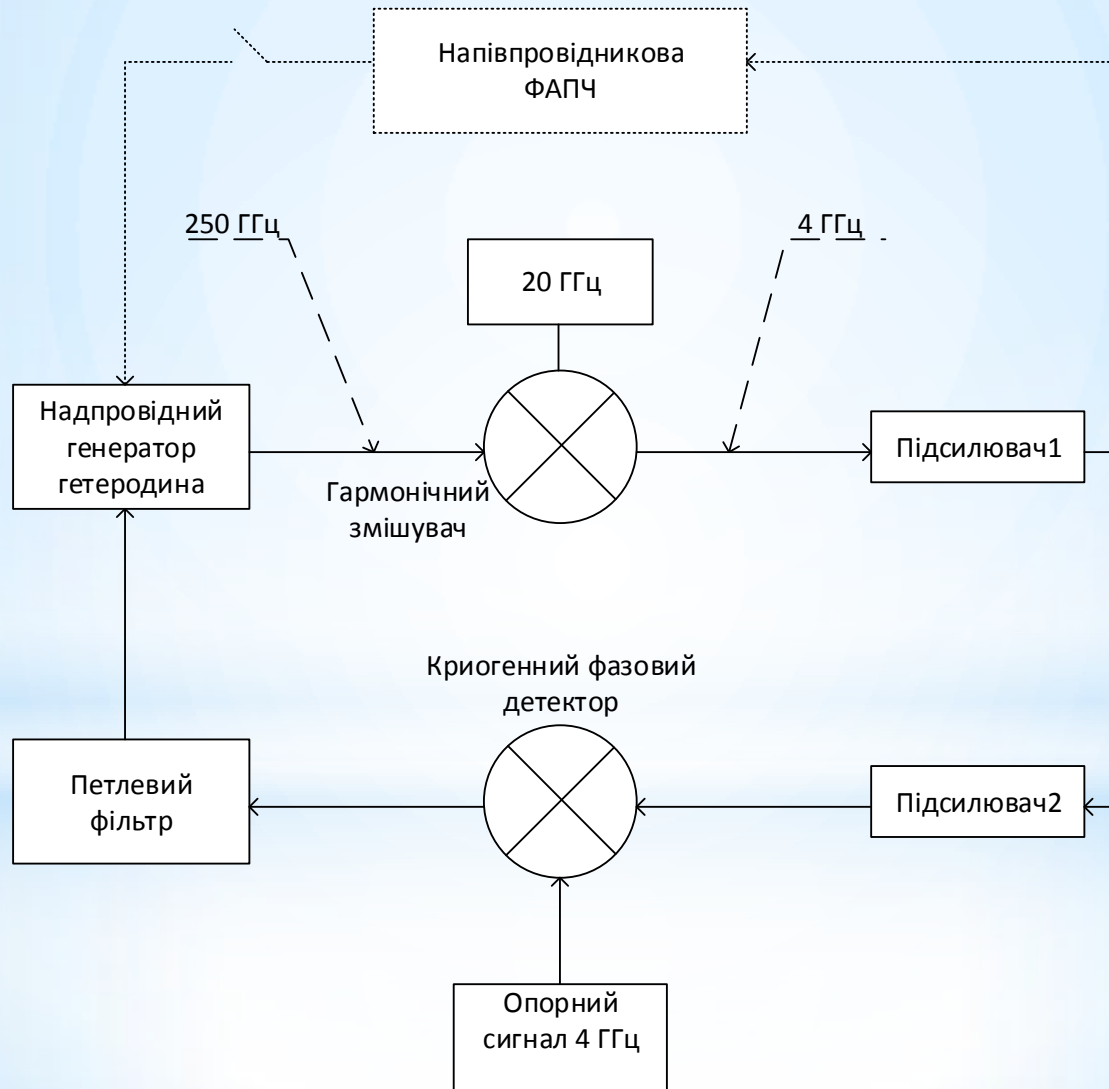 Напівпровідникова
ФАПЧ
250 ГГц
4 ГГц
20 ГГц
Надпровідний
генератор
гетеродина
Підсилювач1
Гармонічний
змішувач
Криогенний фазовий
детектор
Петлевий
фільтр
Підсилювач2
Опорний
сигнал 4 ГГц